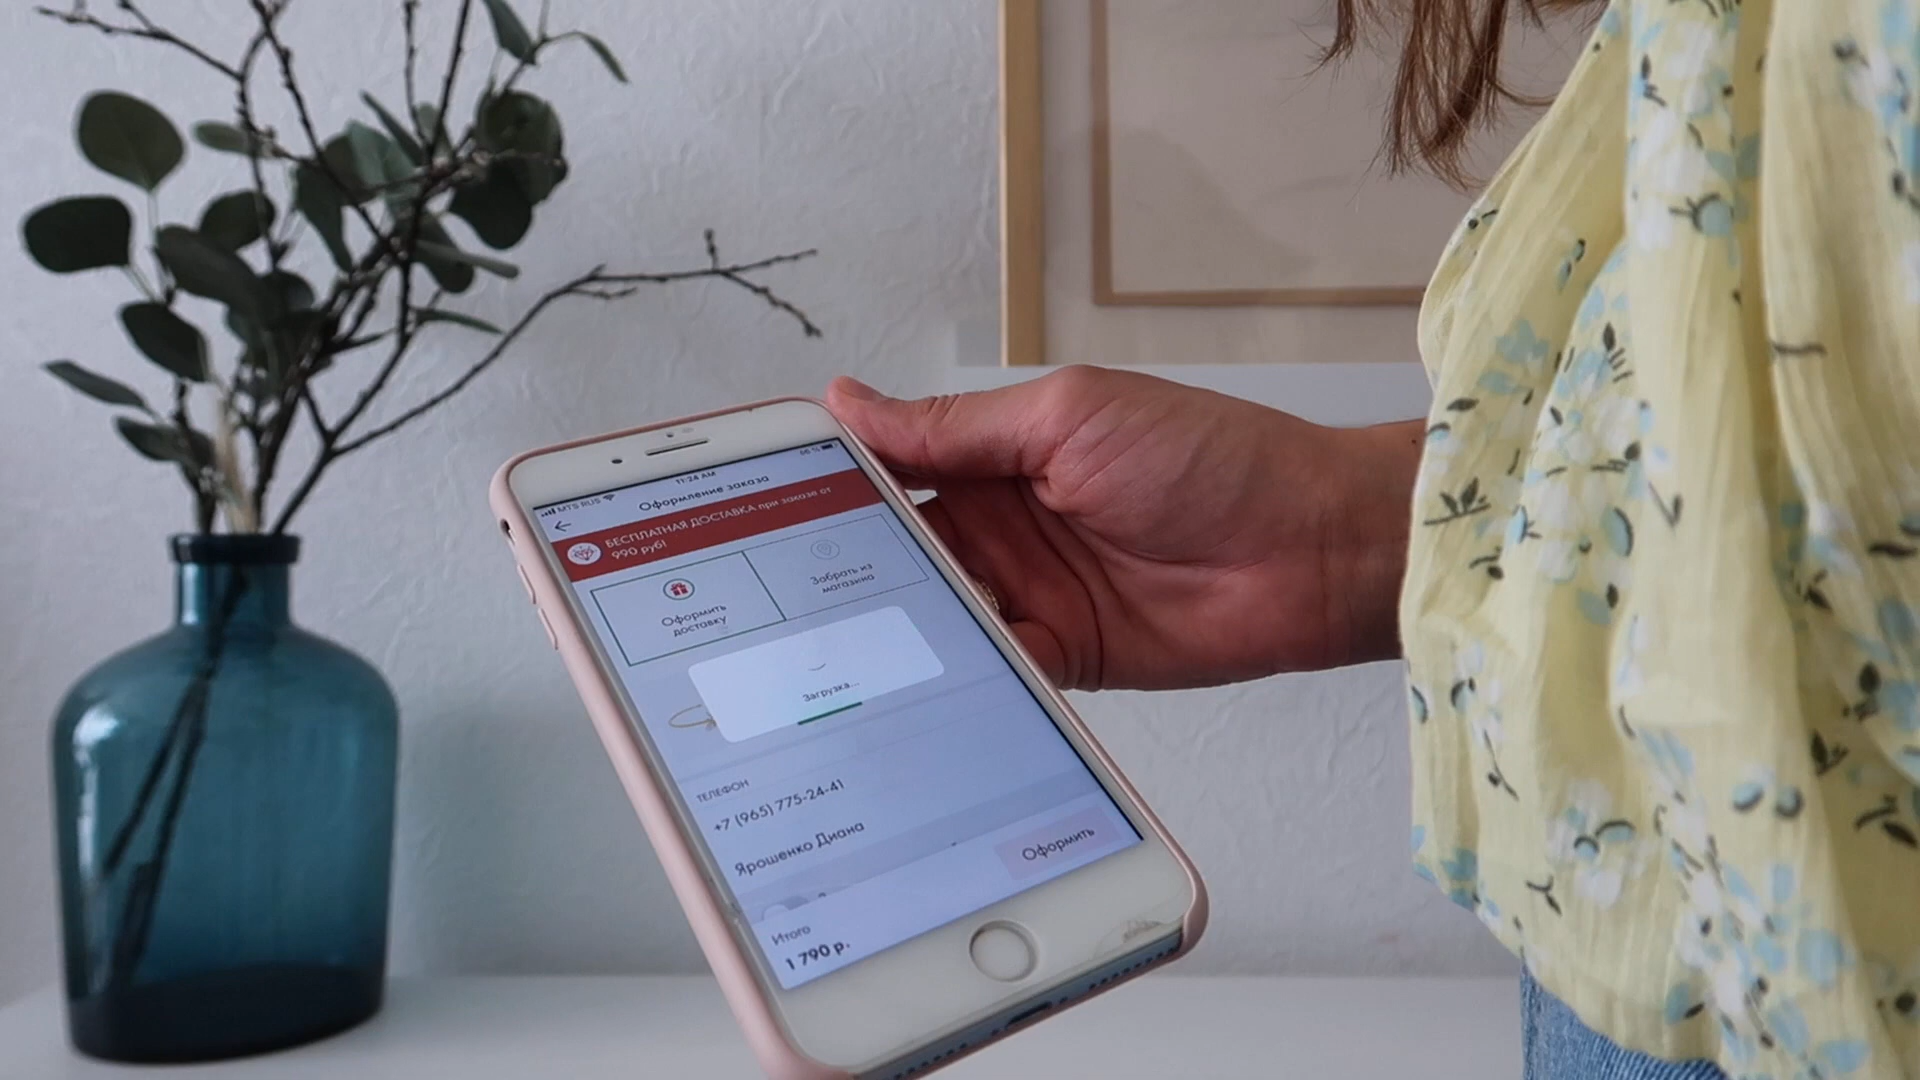 MTS RUS
11:24 AM
86 %
Оформление заказа
БЕСПЛАТНАЯ ДОСТАВКА при заказе от
990 руб!
Оформить
доставку
Забрать из
магазина
Загрузка...
ТЕЛЕФОН
+7 (965) 775-24-41
Ярошенко Диана
Оформить
Итого
1 790 р.